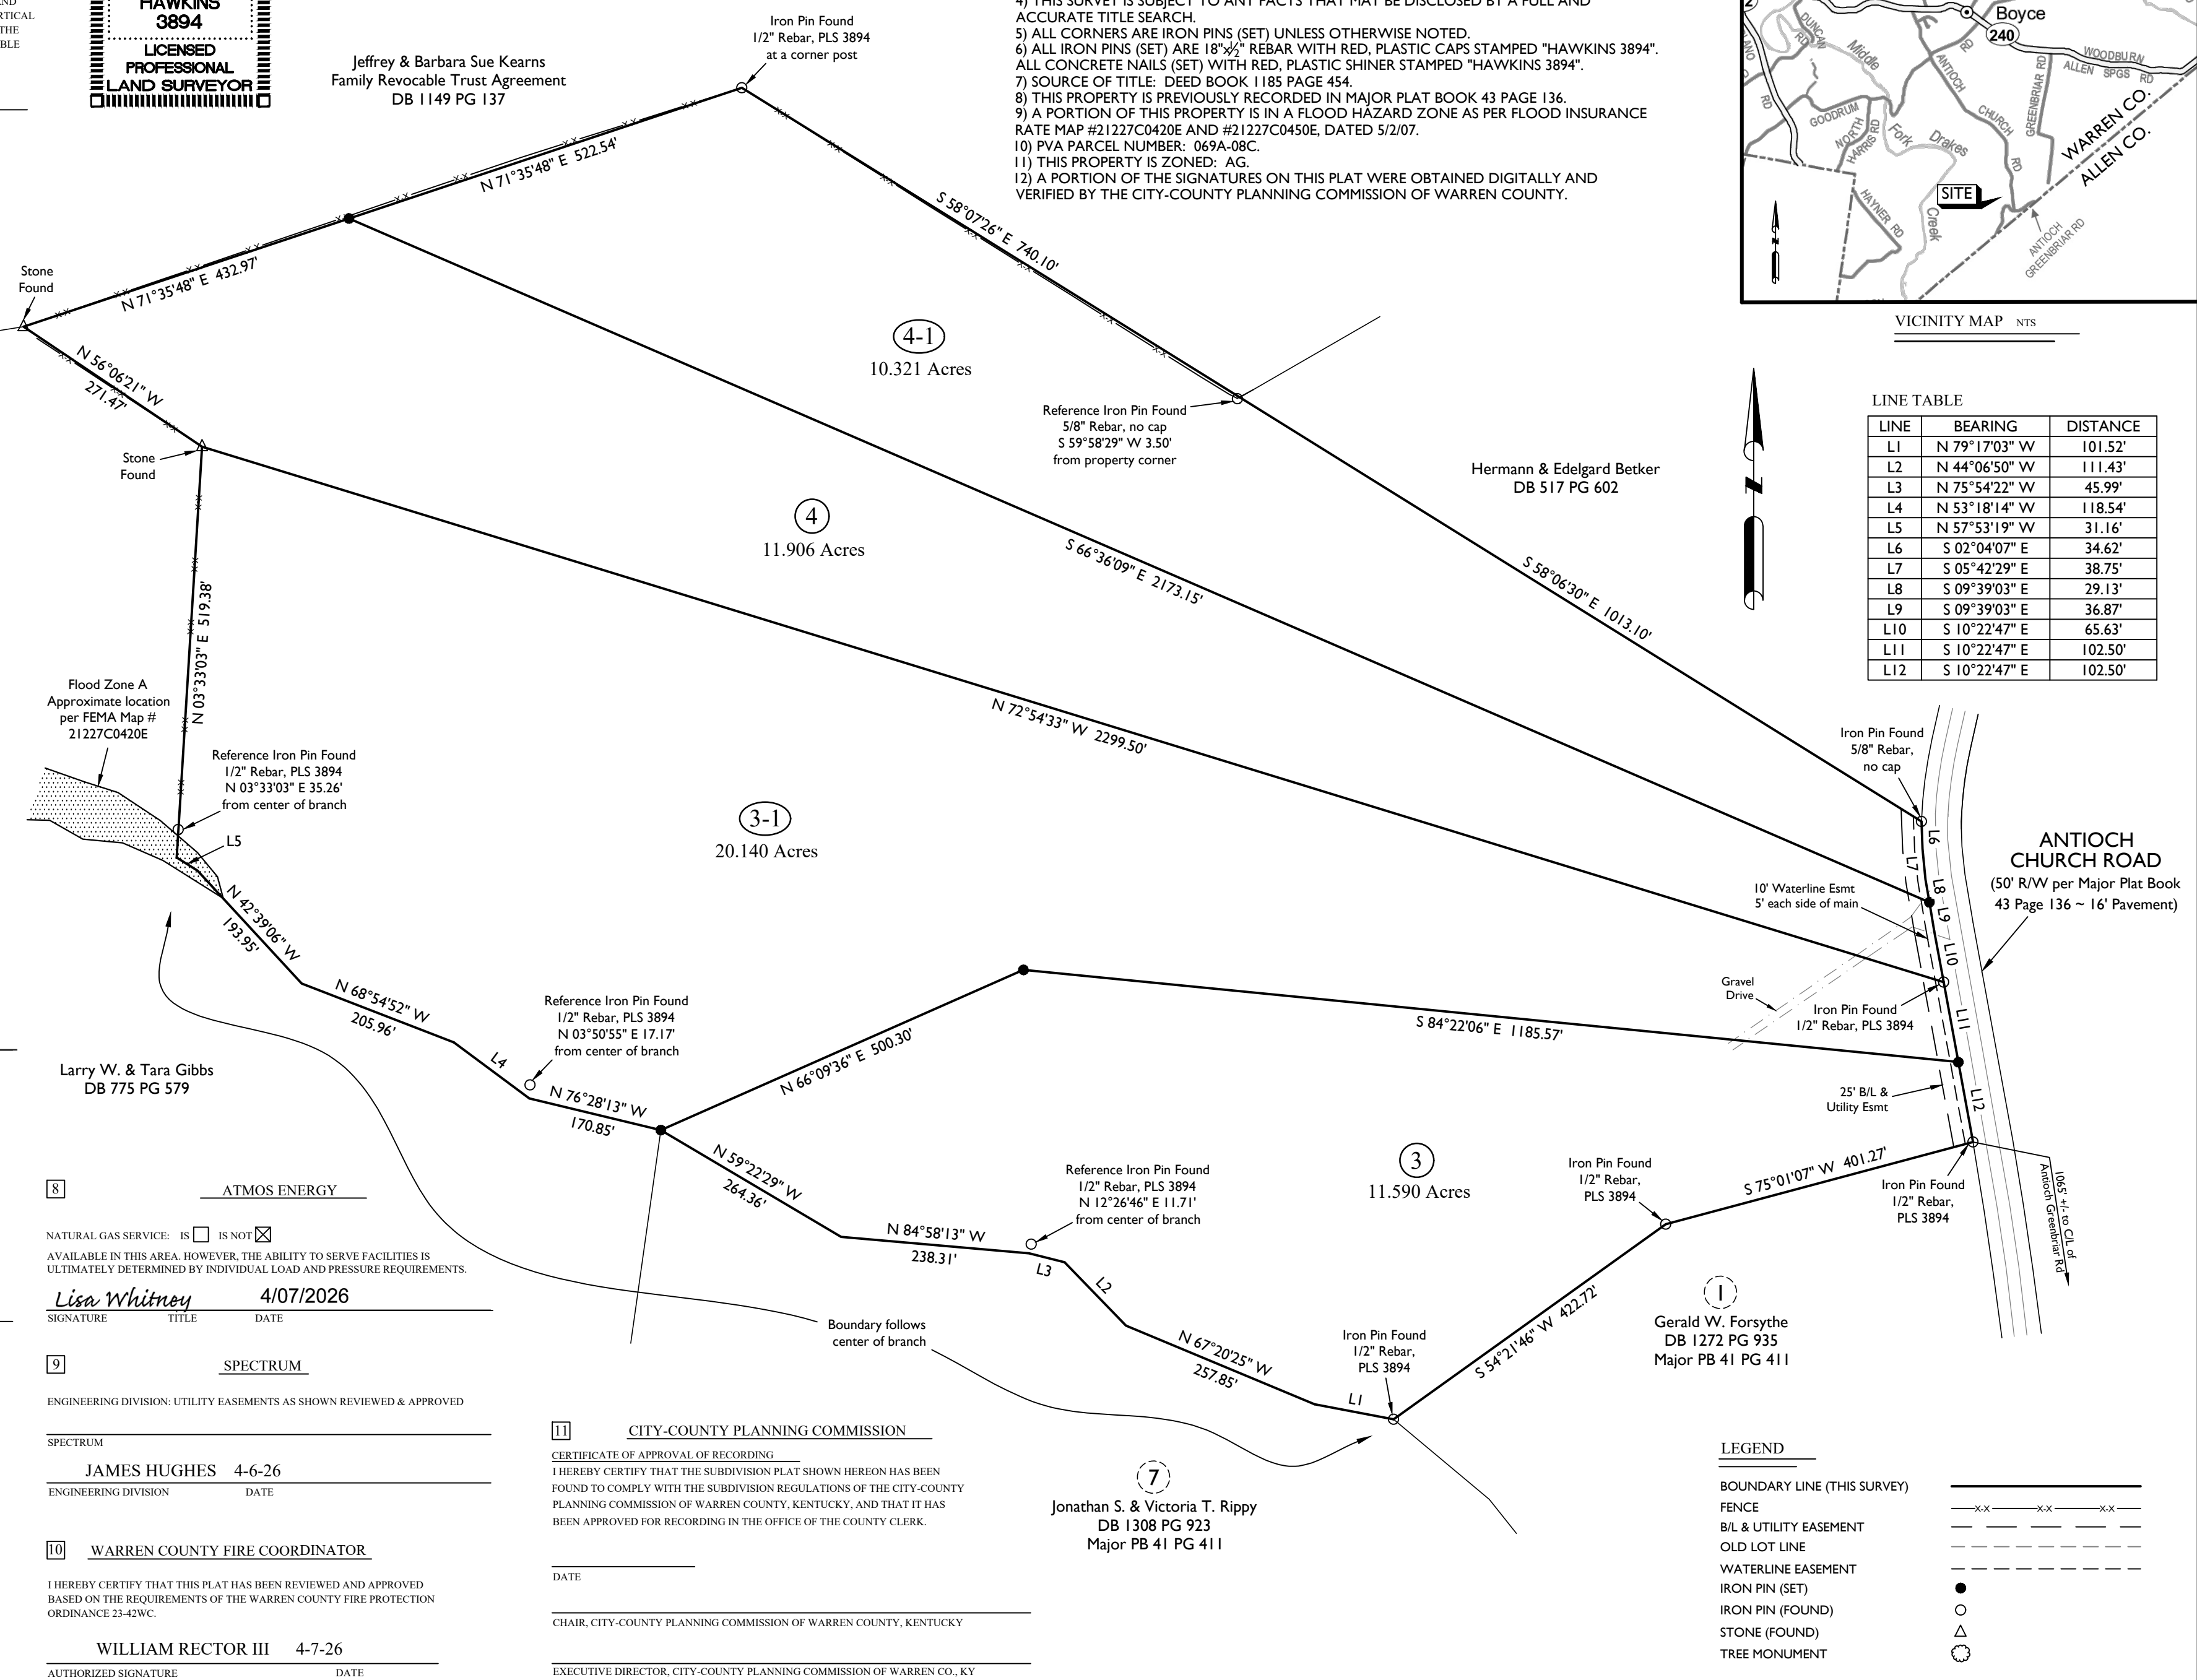 RTICAL
THE
BLE
HAWKINS
3894
LICENSED
PROFESSIONAL
LAND SURVEYOR
Jeffrey & Barbara Sue Kearns
Family Revocable Trust Agreement
DB 1149 PG 137
Iron Pin Found
1/2" Rebar, PLS 3894
at a corner post
4) THIS SURVEY IS SUBJECT TO ANY FACTS THAT MAY BE DISCLOSED BY A FULL AND
ACCURATE TITLE SEARCH.
5) ALL CORNERS ARE IRON PINS (SET) UNLESS OTHERWISE NOTED.
6) ALL IRON PINS (SET) ARE 18"x½" REBAR WITH RED, PLASTIC CAPS STAMPED "HAWKINS 3894".
ALL CONCRETE NAILS (SET) WITH RED, PLASTIC SHINER STAMPED "HAWKINS 3894".
7) SOURCE OF TITLE: DEED BOOK 1185 PAGE 454.
8) THIS PROPERTY IS PREVIOUSLY RECORDED IN MAJOR PLAT BOOK 43 PAGE 136.
9) A PORTION OF THIS PROPERTY IS IN A FLOOD HAZARD ZONE AS PER FLOOD INSURANCE
RATE MAP #21227C0420E AND #21227C0450E, DATED 5/2/07.
10) PVA PARCEL NUMBER: 069A-08C.
11) THIS PROPERTY IS ZONED: AG.
12) A PORTION OF THE SIGNATURES ON THIS PLAT WERE OBTAINED DIGITALLY AND
VERIFIED BY THE CITY-COUNTY PLANNING COMMISSION OF WARREN COUNTY.
Boyce
240
DUNCAN
RD
Middle
Fork
Drakes
Creek
RD
ANTIOCH
CHURCH
RD
GREENBRIAR RD
WOODBURN
ALLEN SPGS RD
GOODRUM
NORTH
HARRIS RD
RD
HAYNER RD
SITE
WARREN CO.
ALLEN CO.
ANTIOCH
GREENBRIAR RD
N
VICINITY MAP NTS
N 71°35'48" E 522.54'
N 71°35'48" E 432.97'
S 58°07'26" E 740.10'
Stone
Found
N 56°06'21" W
271.47'
Stone
Found
4-1
10.321 Acres
Reference Iron Pin Found
5/8" Rebar, no cap
S 59°58'29" W 3.50'
from property corner
Hermann & Edelgard Betker
DB 517 PG 602
N
LINE TABLE
LINE BEARING DISTANCE
L1 N 79°17'03" W 101.52'
L2 N 44°06'50" W 111.43'
L3 N 75°54'22" W 45.99'
L4 N 53°18'14" W 118.54'
L5 N 57°53'19" W 31.16'
L6 S 02°04'07" E 34.62'
L7 S 05°42'29" E 38.75'
L8 S 09°39'03" E 29.13'
L9 S 09°39'03" E 36.87'
L10 S 10°22'47" E 65.63'
L11 S 10°22'47" E 102.50'
L12 S 10°22'47" E 102.50'
4
11.906 Acres
S 66°36'09" E 2173.15'
S 58°06'30" E 1013.10'
N 03°33'03" E 519.38'
N 72°54'33" W 2299.50'
Flood Zone A
Approximate location
per FEMA Map #
21227C0420E
Reference Iron Pin Found
1/2" Rebar, PLS 3894
N 03°33'03" E 35.26'
from center of branch
L5
3-1
20.140 Acres
Iron Pin Found
5/8" Rebar,
no cap
L6
L7
L8
L9
L10
L11
L12
ANTIOCH
CHURCH ROAD
(50' R/W per Major Plat Book
43 Page 136 ~ 16' Pavement)
10' Waterline Esmt
5' each side of main
Gravel
Drive
Iron Pin Found
1/2" Rebar, PLS 3894
N 42°39'06" W
193.95'
N 68°54'52" W
205.96'
L4
Reference Iron Pin Found
1/2" Rebar, PLS 3894
N 03°50'55" E 17.17'
from center of branch
N 76°28'13" W
170.85'
N 66°09'36" E 500.30'
S 84°22'06" E 1185.57'
25' B/L &
Utility Esmt
Larry W. & Tara Gibbs
DB 775 PG 579
N 59°22'29" W
264.36'
Reference Iron Pin Found
1/2" Rebar, PLS 3894
N 12°26'46" E 11.71'
from center of branch
N 84°58'13" W
238.31'
L3
L2
3
11.590 Acres
Iron Pin Found
1/2" Rebar,
PLS 3894
S 75°01'07" W 401.27'
Iron Pin Found
1/2" Rebar,
PLS 3894
1065' +/- to C/L of
Antioch Greenbriar Rd
N 67°20'25" W
257.85'
L1
Iron Pin Found
1/2" Rebar,
PLS 3894
S 54°21'46" W 422.72'
1
Gerald W. Forsythe
DB 1272 PG 935
Major PB 41 PG 411
Boundary follows
center of branch
7
Jonathan S. & Victoria T. Rippy
DB 1308 PG 923
Major PB 41 PG 411
8 ATMOS ENERGY
NATURAL GAS SERVICE: IS IS NOT
AVAILABLE IN THIS AREA. HOWEVER, THE ABILITY TO SERVE FACILITIES IS
ULTIMATELY DETERMINED BY INDIVIDUAL LOAD AND PRESSURE REQUIREMENTS.
Lisa Whitney 4/07/2026
SIGNATURE TITLE DATE
9 SPECTRUM
ENGINEERING DIVISION: UTILITY EASEMENTS AS SHOWN REVIEWED & APPROVED
SPECTRUM
JAMES HUGHES 4-6-26
ENGINEERING DIVISION DATE
10 WARREN COUNTY FIRE COORDINATOR
I HEREBY CERTIFY THAT THIS PLAT HAS BEEN REVIEWED AND APPROVED
BASED ON THE REQUIREMENTS OF THE WARREN COUNTY FIRE PROTECTION
ORDINANCE 23-42WC.
WILLIAM RECTOR III 4-7-26
AUTHORIZED SIGNATURE DATE
11 CITY-COUNTY PLANNING COMMISSION
CERTIFICATE OF APPROVAL OF RECORDING
I HEREBY CERTIFY THAT THE SUBDIVISION PLAT SHOWN HEREON HAS BEEN
FOUND TO COMPLY WITH THE SUBDIVISION REGULATIONS OF THE CITY-COUNTY
PLANNING COMMISSION OF WARREN COUNTY, KENTUCKY, AND THAT IT HAS
BEEN APPROVED FOR RECORDING IN THE OFFICE OF THE COUNTY CLERK.
DATE
CHAIR, CITY-COUNTY PLANNING COMMISSION OF WARREN COUNTY, KENTUCKY
EXECUTIVE DIRECTOR, CITY-COUNTY PLANNING COMMISSION OF WARREN CO., KY
LEGEND
BOUNDARY LINE (THIS SURVEY)
FENCE
B/L & UTILITY EASEMENT
OLD LOT LINE
WATERLINE EASEMENT
IRON PIN (SET)
IRON PIN (FOUND)
STONE (FOUND)
TREE MONUMENT